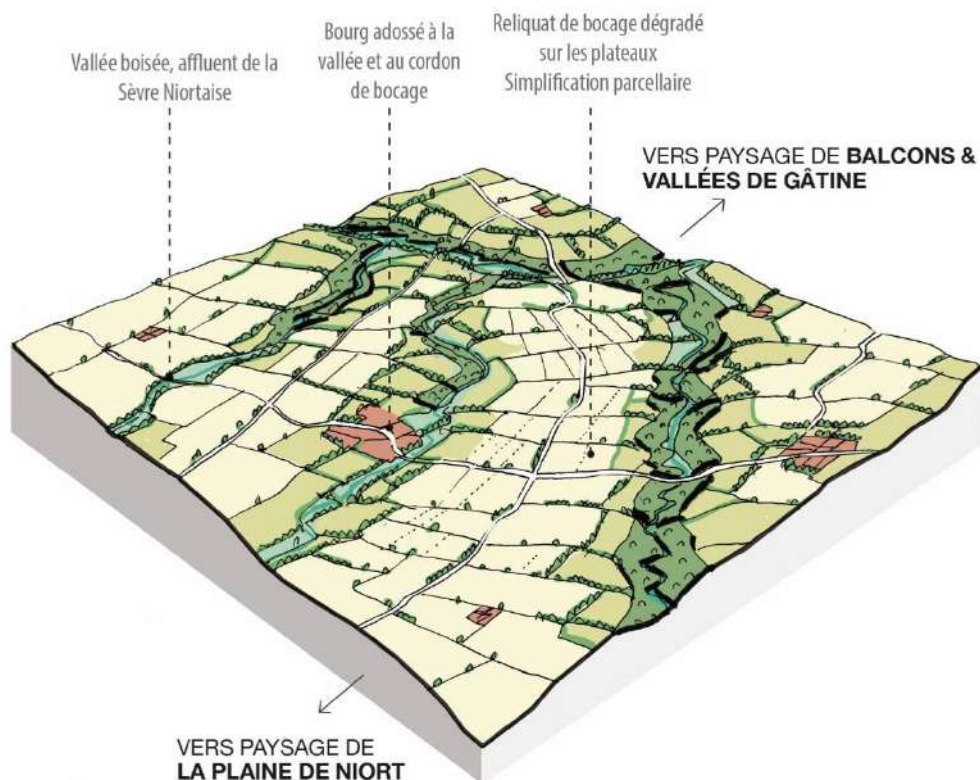 Vallée boisée, affluent de la
Sèvre Niortaise
Bourg adossé à la
vallée et au cordon
de bocage
Reliquat de bocage dégradé
sur les plateaux
Simplification parcellaire
VERS PAYSAGE DE BALCONS &
VALLÉES DE GÂTINE
VERS PAYSAGE DE
LA PLAINE DE NIORT